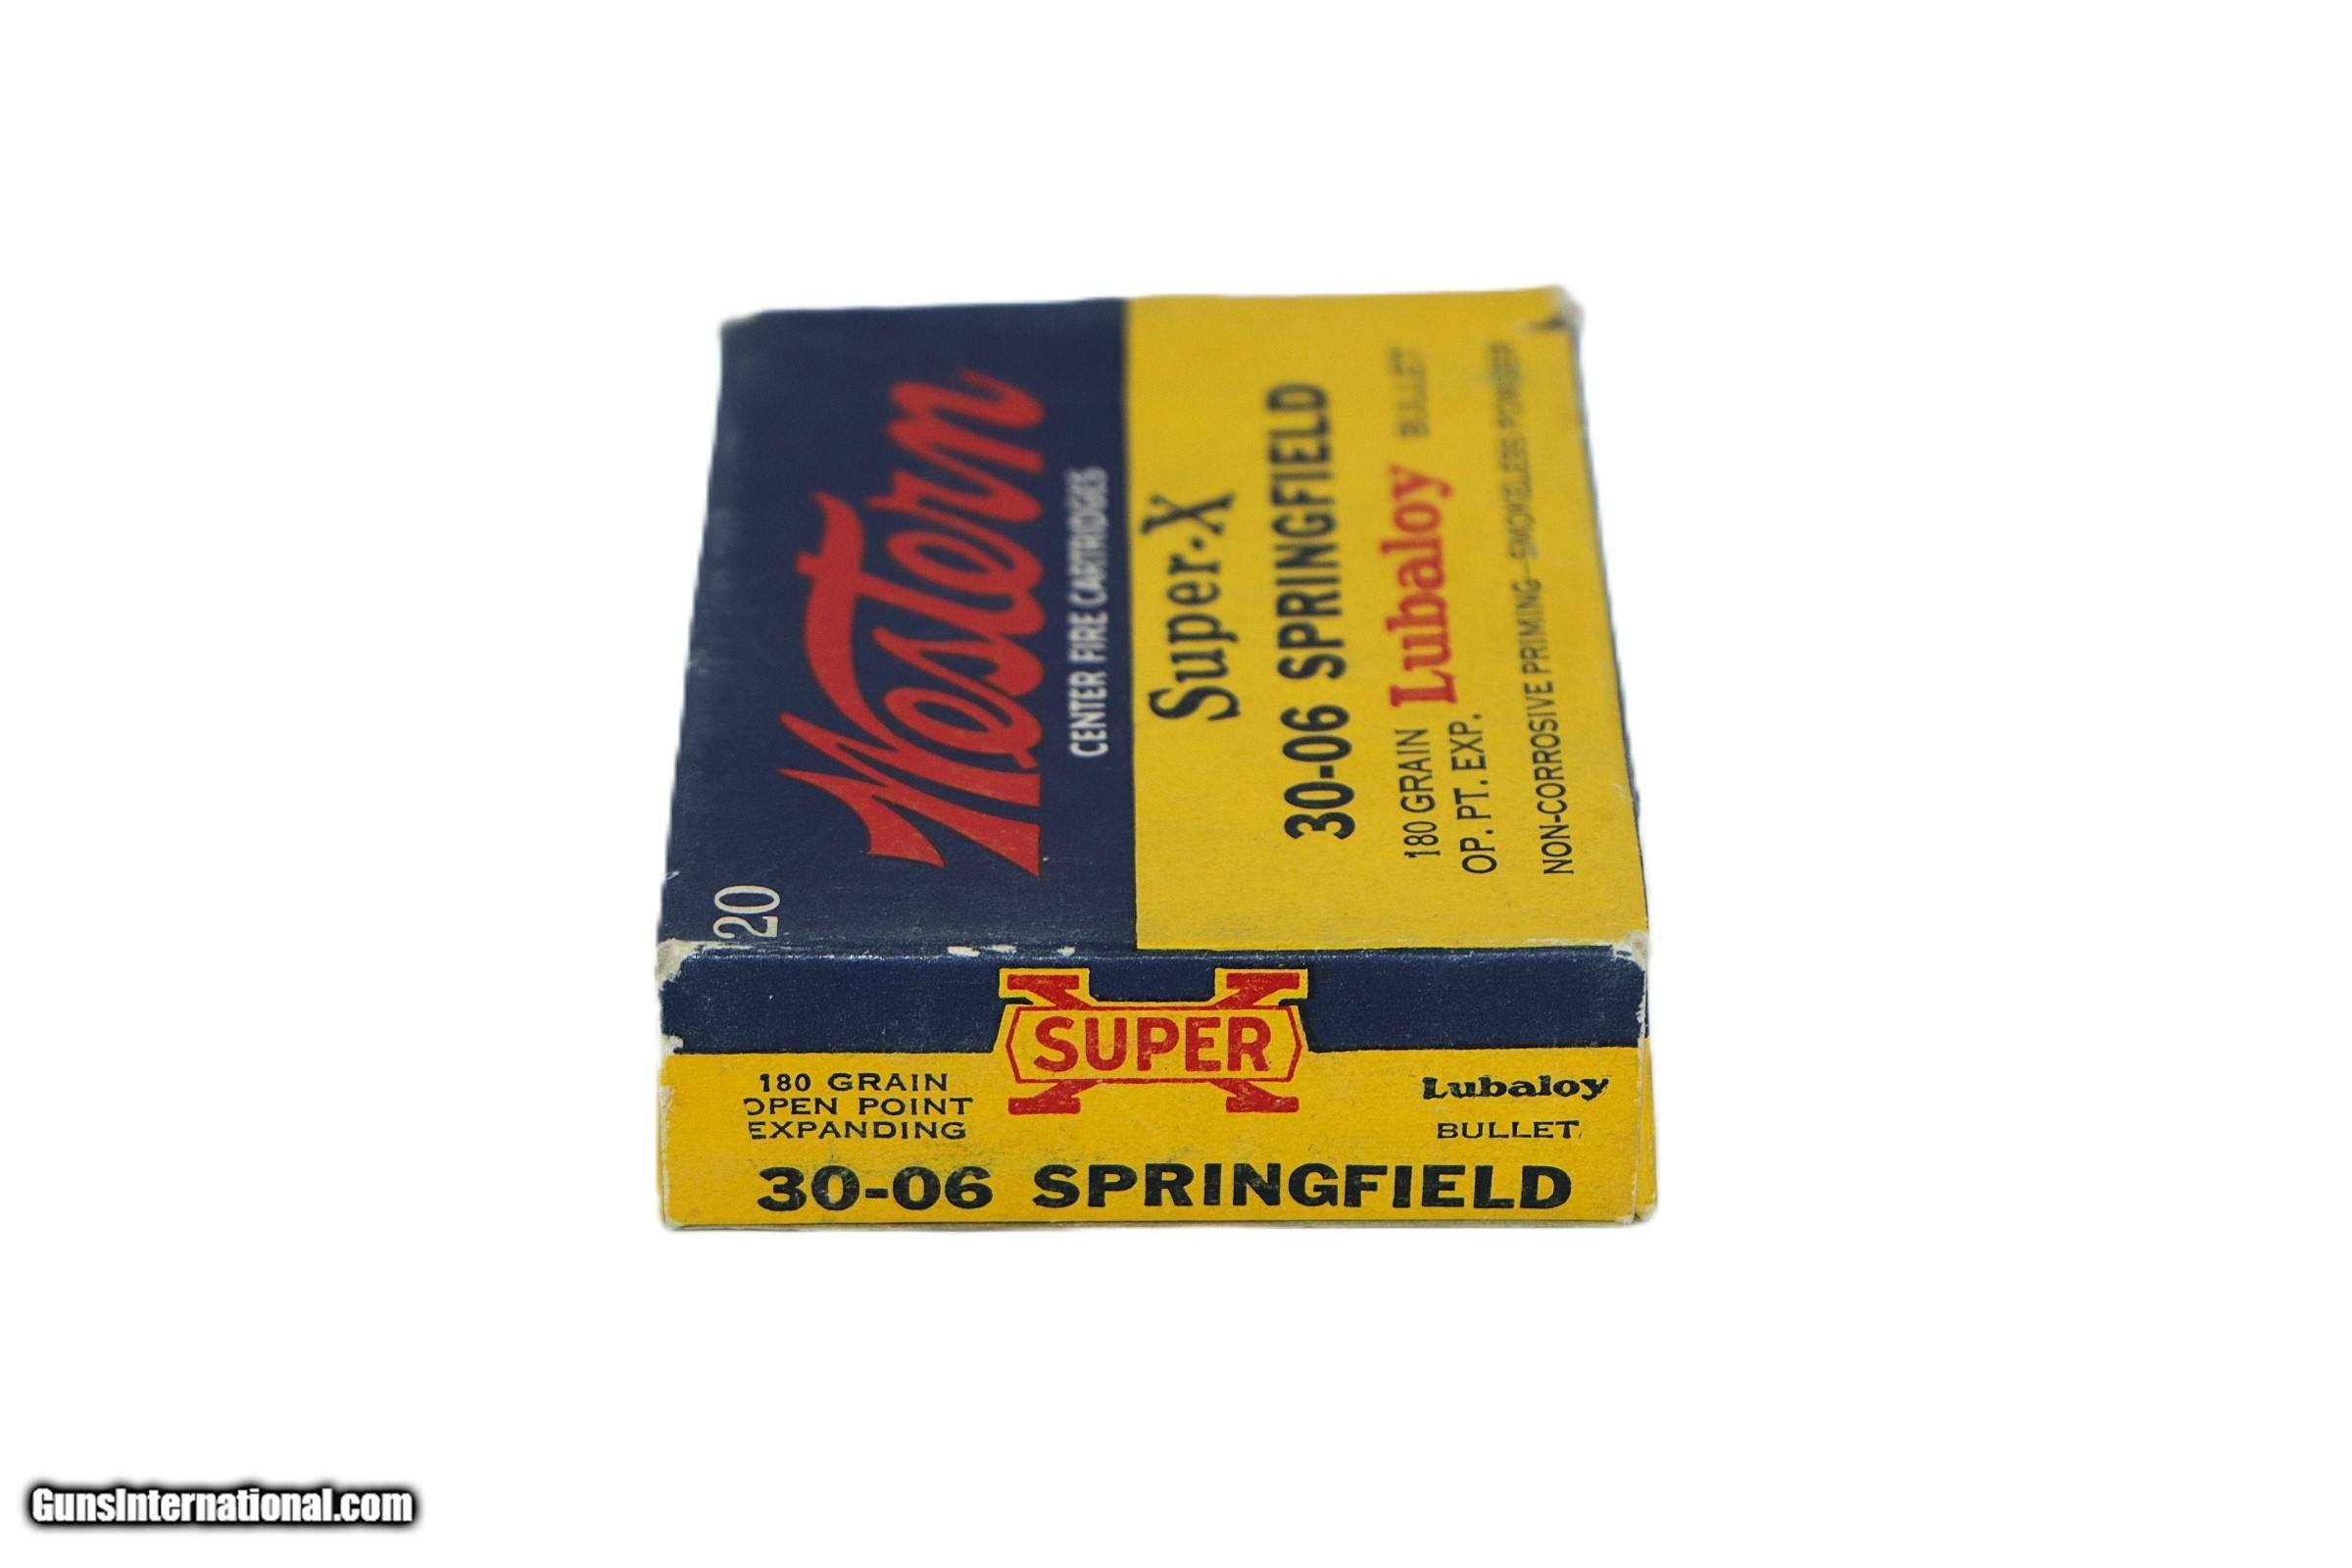 20
Western
CENTER FIRE CARTRIDGES
Super-X
30-06 SPRINGFIELD
180 GRAIN Lubaloy BULLET
OP. PT. EXP.
NON-CORROSIVE PRIMING-SMOKELESS POWDER
SUPER X
180 GRAIN
OPEN POINT
EXPANDING
Lubaloy
BULLET
30-06 SPRINGFIELD
GunsInternational.com